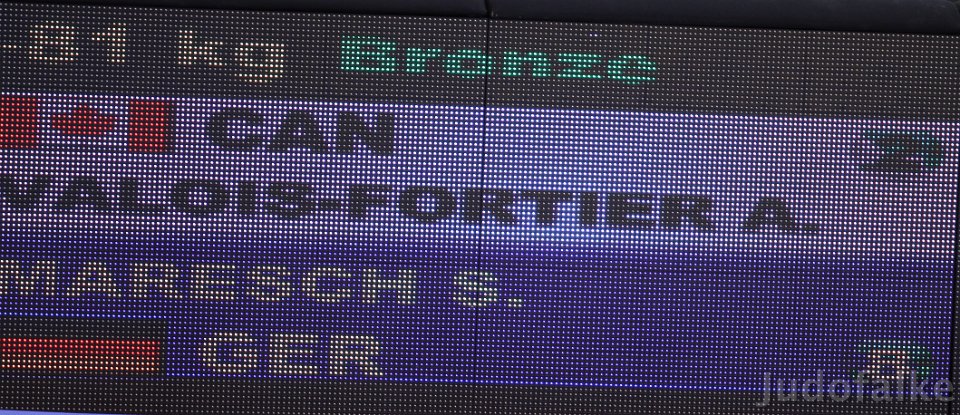 -81 kg Bronze
CAN
VALOIS-FORTIER A.
MARESCH S.
GER
Judofalke